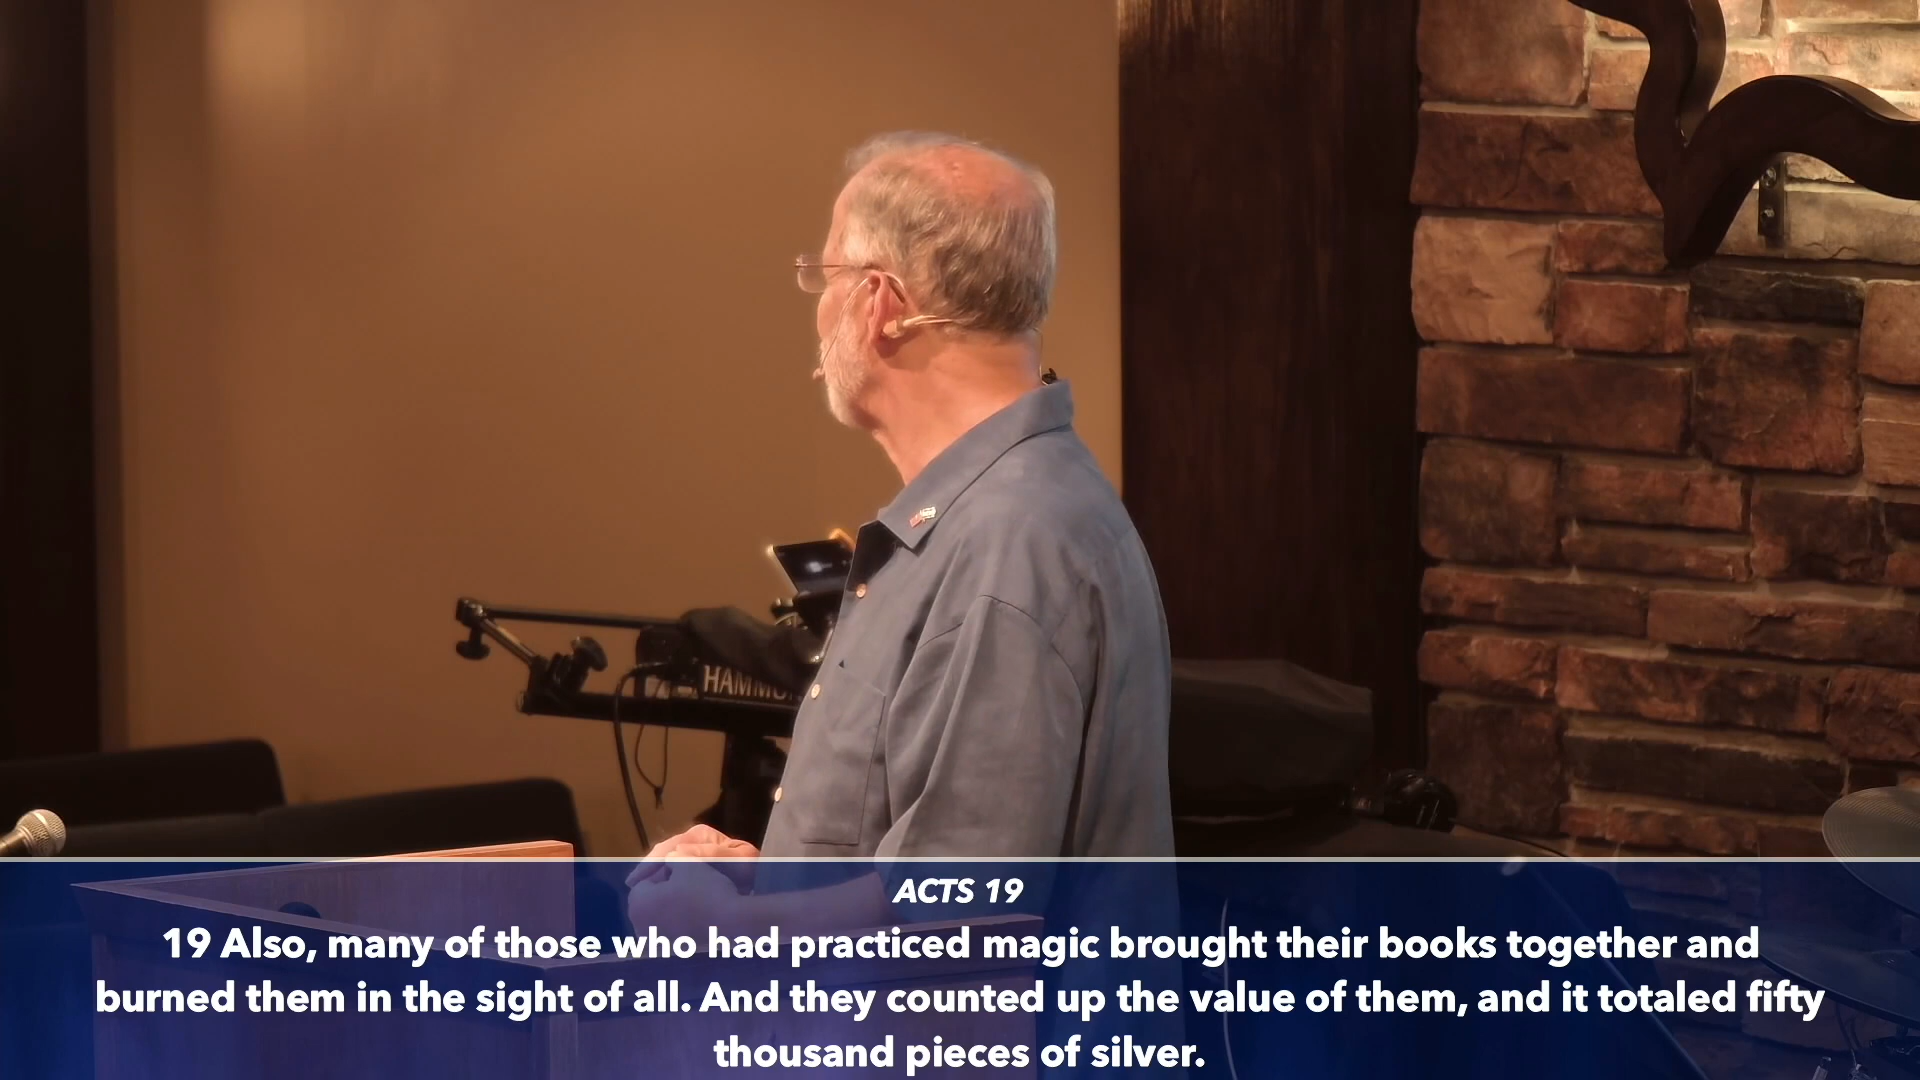 HAMMO
ACTS 19
19 Also, many of those who had practiced magic brought their books together and
burned them in the sight of all. And they counted up the value of them, and it totaled fifty
thousand pieces of silver.